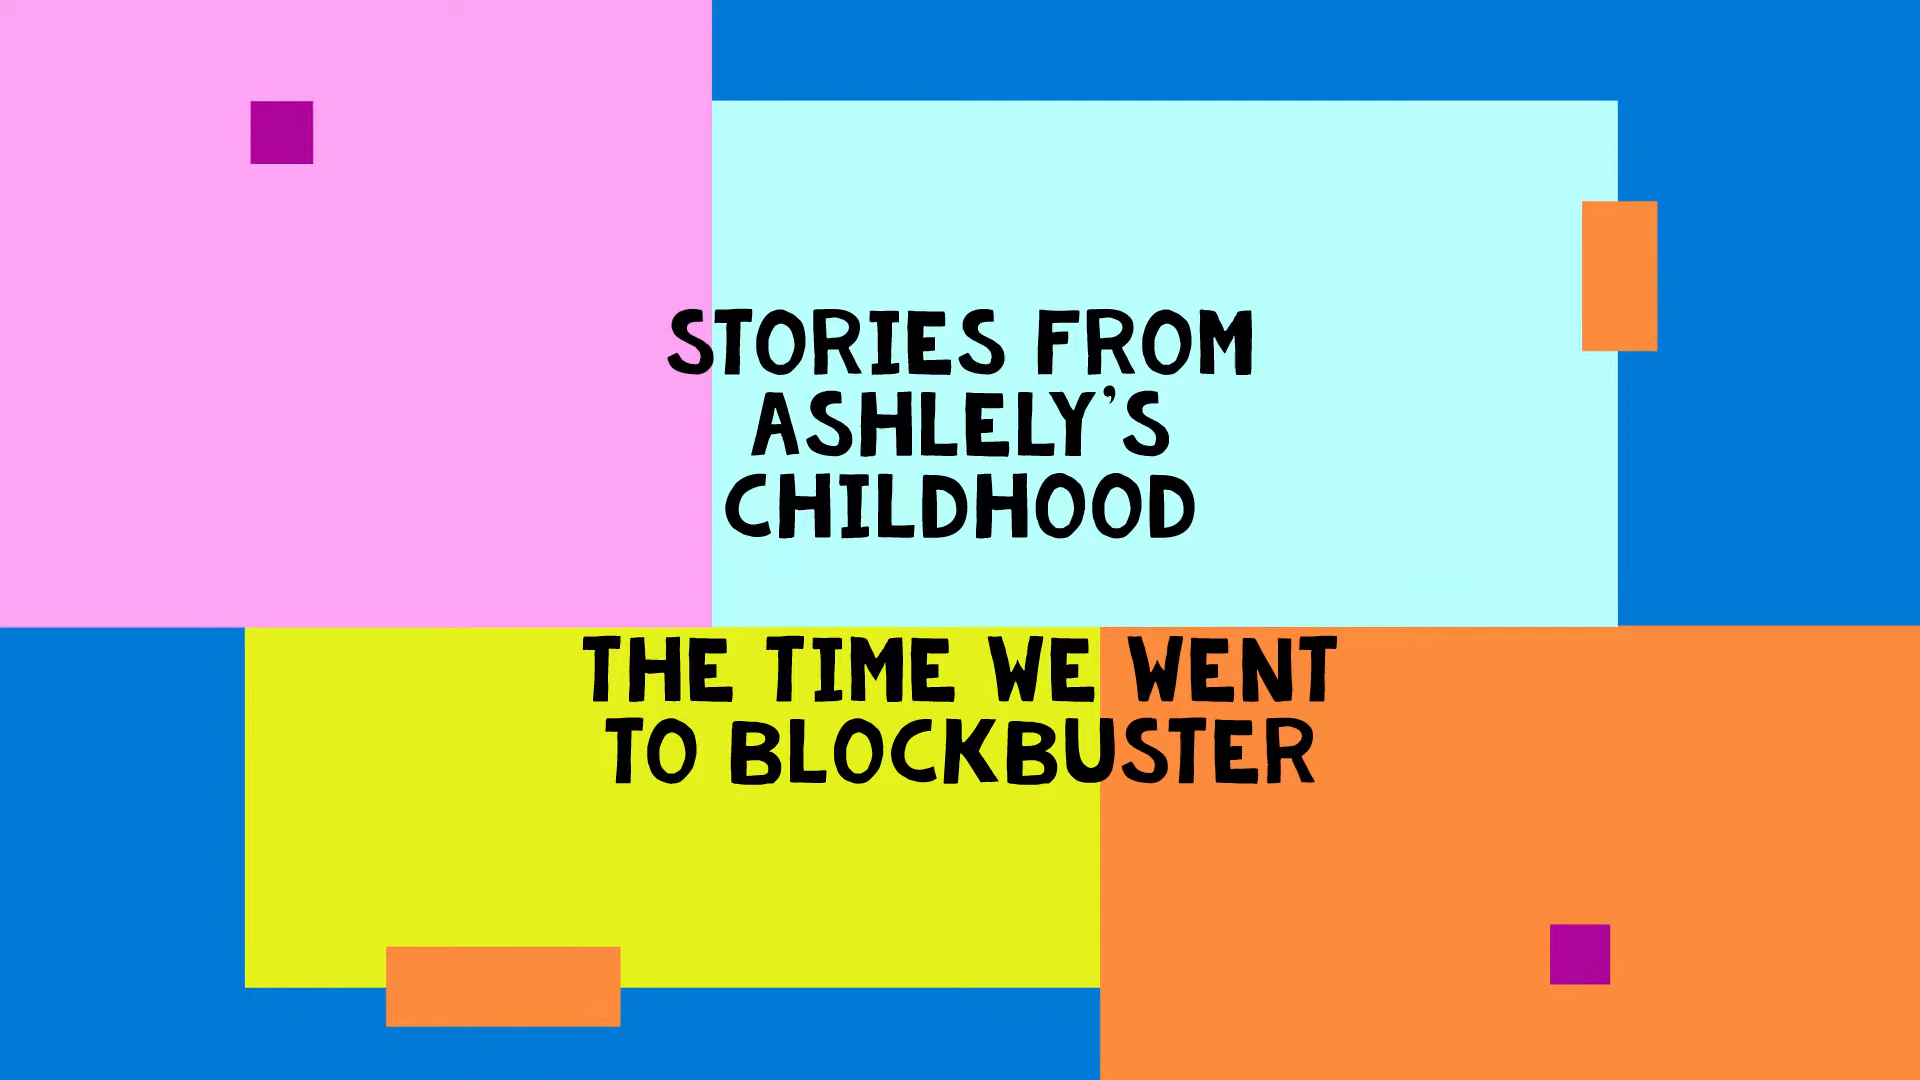 STORIES FROM
ASHLELY'S
CHILDHOOD
THE TIME WE WENT
TO BLOCKBUSTER